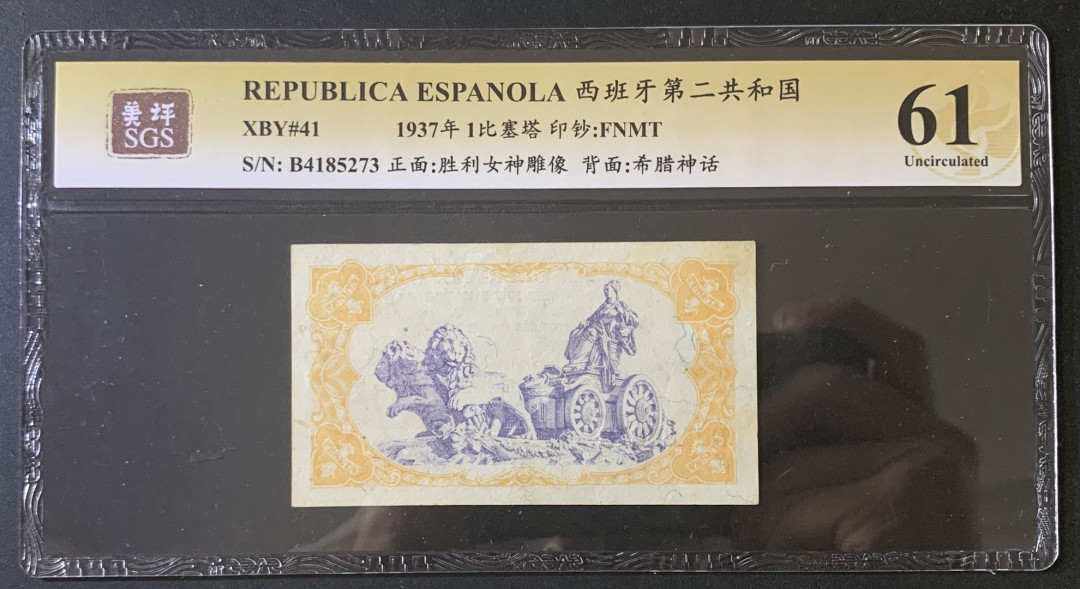 美评
SGS
REPUBLICA ESPANOLA 西班牙第二共和国
XBY#41 1937年 1比塞塔 印钞:FNMT
S/N: B4185273 正面:胜利女神雕像 背面:希腊神话
61
Uncirculated